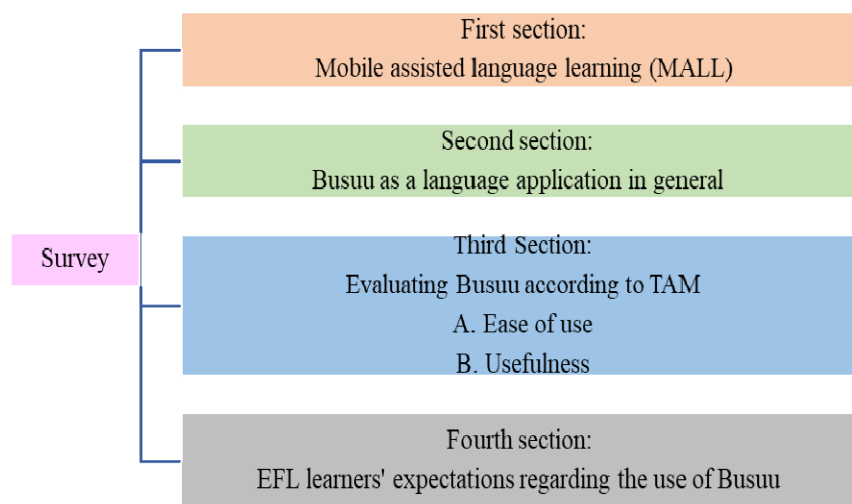 First section:
Mobile assisted language learning (MALL)
Second section:
Busuu as a language application in general
Survey
Third Section:
Evaluating Busuu according to TAM
A. Ease of use
B. Usefulness
Fourth section:
EFL learners' expectations regarding the use of Busuu